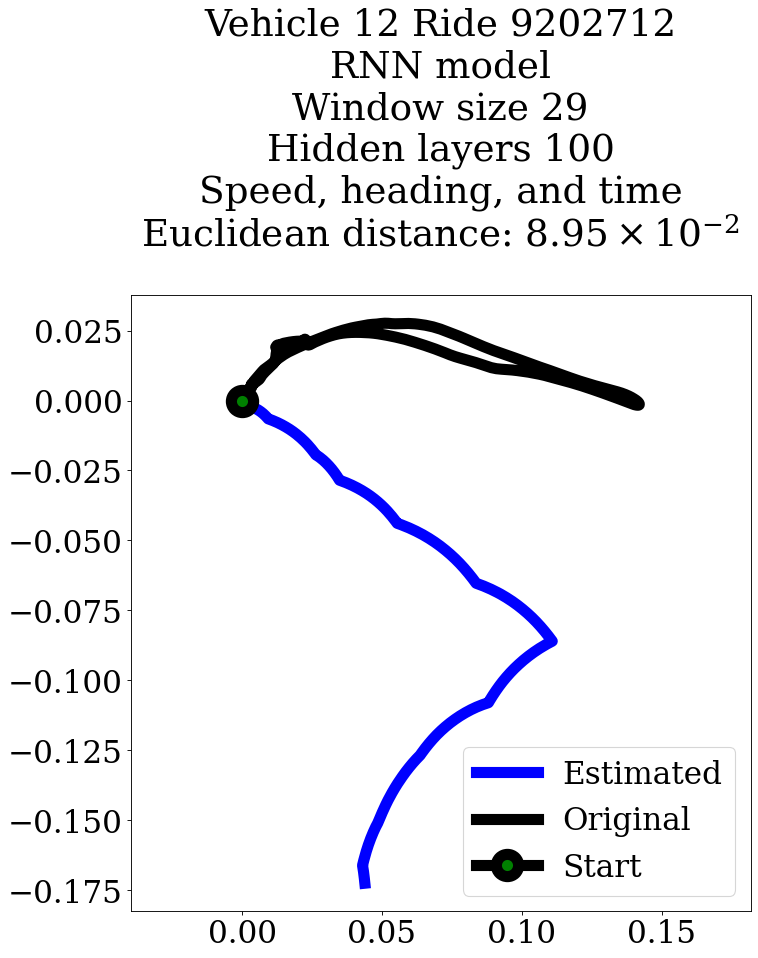 Vehicle 12 Ride 9202712
RNN model
Window size 29
Hidden layers 100
Speed, heading, and time
Euclidean distance: 8.95 × 10⁻²
0.025
0.000
−0.025
−0.050
−0.075
−0.100
−0.125
−0.150
−0.175
Estimated
Original
Start
0.00 0.05 0.10 0.15